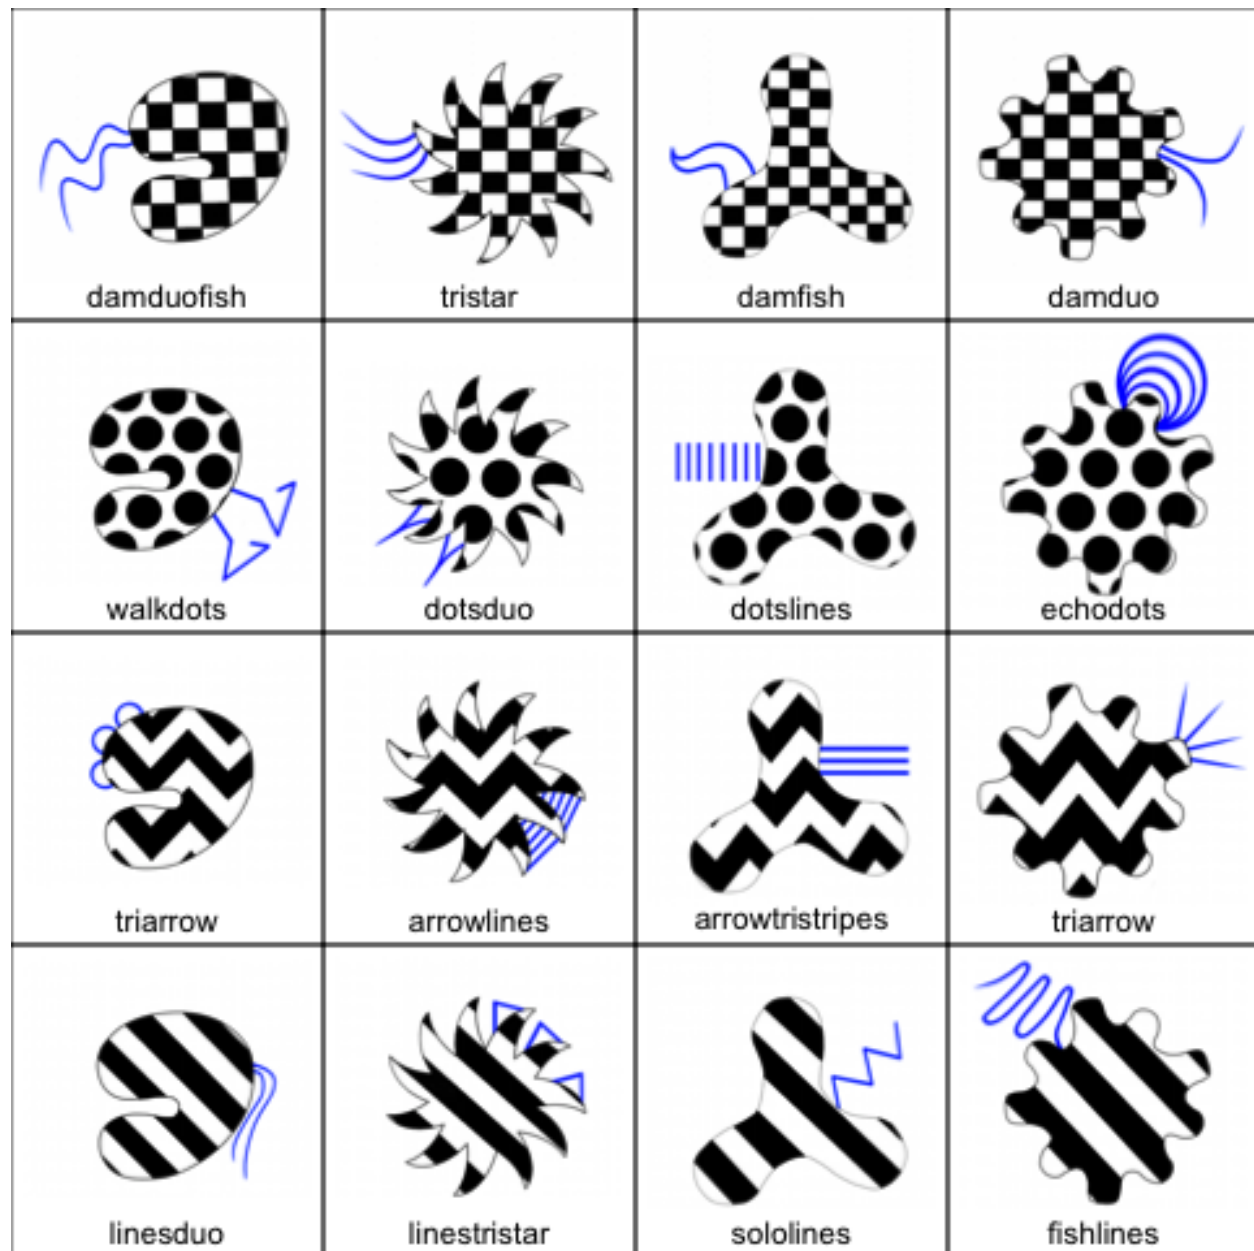 damduofish
tristar
damfish
damduo
walkdots
dotsduo
dotslines
echodots
triarrow
arrowlines
arrowtristripes
triarrow
linesduo
linestristar
sololines
fishlines